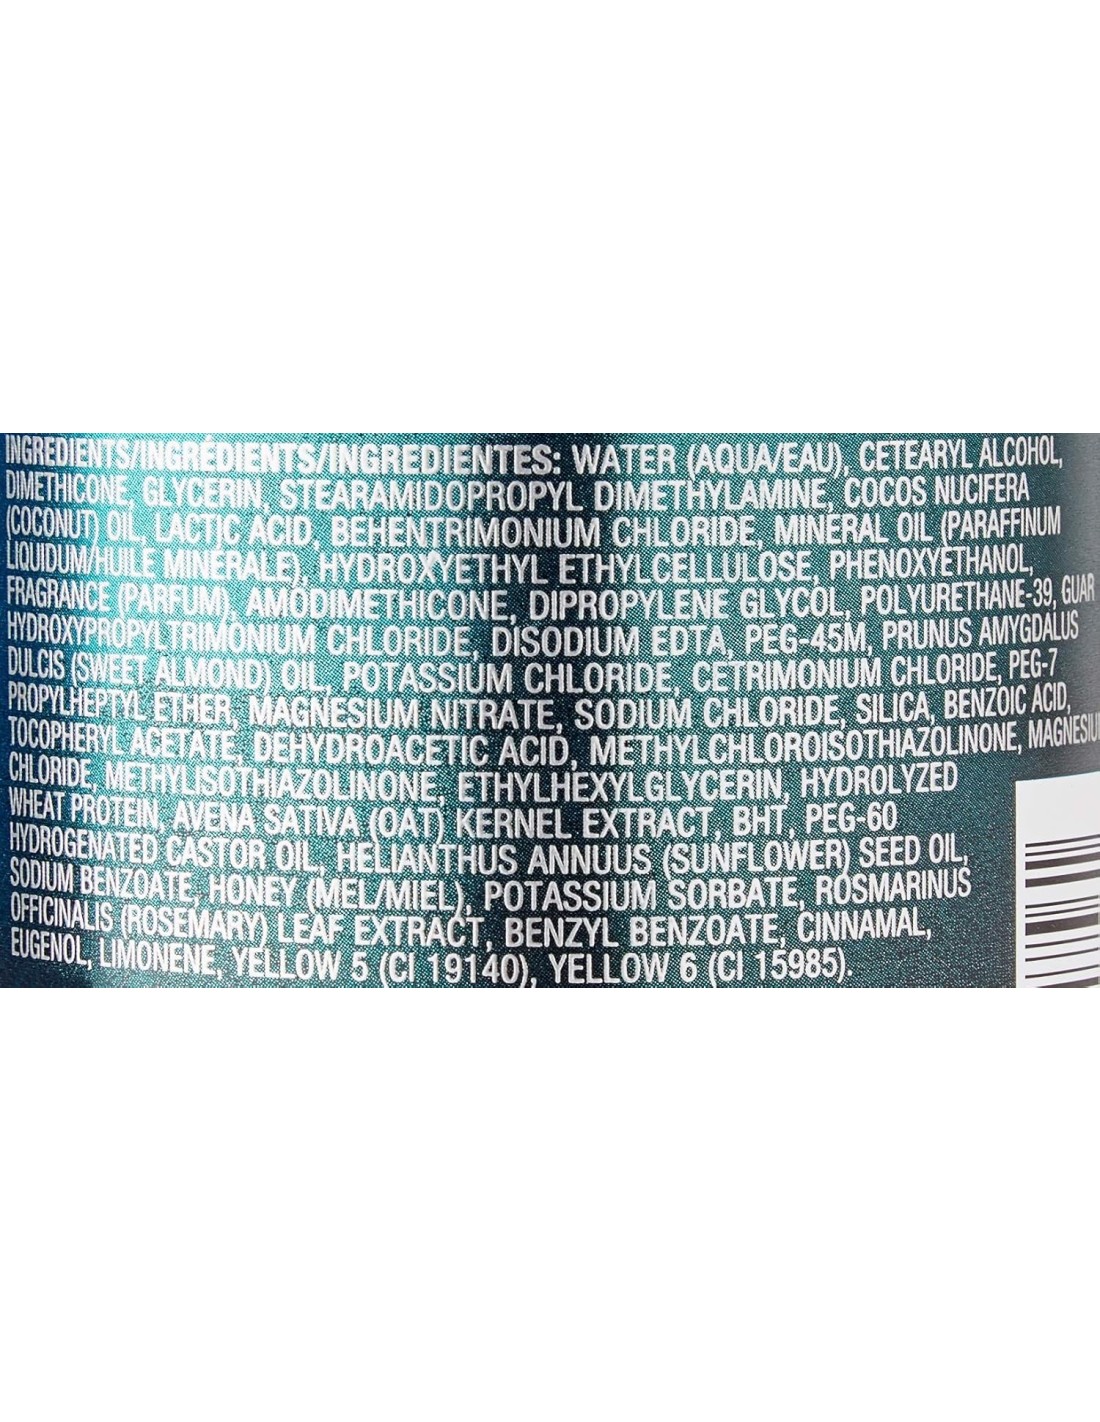 INGREDIENTS/INGRÉDIENTS/INGREDIENTES: WATER (AQUA/EAU), CETEARYL ALCOHOL,
DIMETHICONE, GLYCERIN, STEARAMIDOPROPYL DIMETHYLAMINE, COCOS NUCIFERA
(COCONUT) OIL, LACTIC ACID, BEHENTRIMONIUM CHLORIDE, MINERAL OIL (PARAFFINUM
LIQUIDUM/HUILE MINÉRALE), HYDROXYETHYL ETHYLCELLULOSE, PHENOXYETHANOL,
FRAGRANCE (PARFUM), AMODIMETHICONE, DIPROPYLENE GLYCOL, POLYURETHANE-39, GUAR
HYDROXYPROPYLTRIMONIUM CHLORIDE, DISODIUM EDTA, PEG-45M, PRUNUS AMYGDALUS
DULCIS (SWEET ALMOND) OIL, POTASSIUM CHLORIDE, CETRIMONIUM CHLORIDE, PEG-7
PROPYLHEPTYL ETHER, MAGNESIUM NITRATE, SODIUM CHLORIDE, SILICA, BENZOIC ACID,
TOCOPHERYL ACETATE, DEHYDROACETIC ACID, METHYLCHLOROISOTHIAZOLINONE, MAGNESIUM
CHLORIDE, METHYLISOTHIAZOLINONE, ETHYLHEXYLGLYCERIN, HYDROLYZED
WHEAT PROTEIN, AVENA SATIVA (OAT) KERNEL EXTRACT, BHT, PEG-60
HYDROGENATED CASTOR OIL, HELIANTHUS ANNUUS (SUNFLOWER) SEED OIL,
SODIUM BENZOATE, HONEY (MEL/MIEL), POTASSIUM SORBATE, ROSMARINUS
OFFICINALIS (ROSEMARY) LEAF EXTRACT, BENZYL BENZOATE, CINNAMAL,
EUGENOL, LIMONENE, YELLOW 5 (CI 19140), YELLOW 6 (CI 15985).